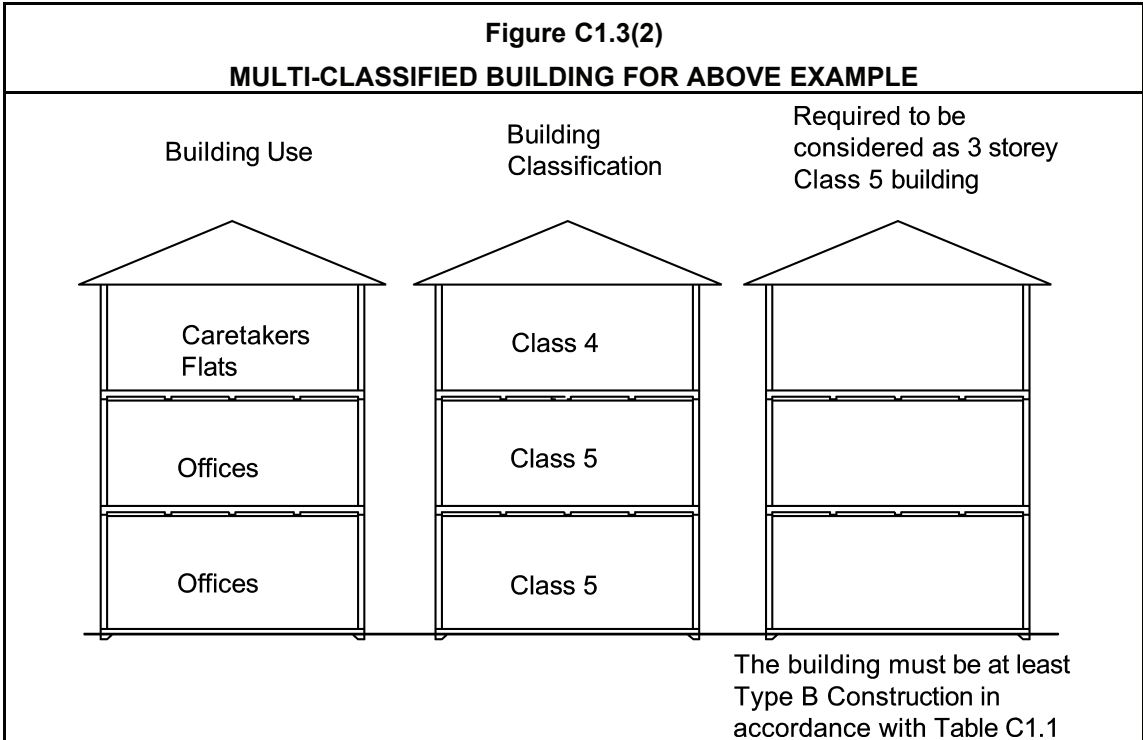 Figure C1.3(2)
MULTI-CLASSIFIED BUILDING FOR ABOVE EXAMPLE
Building Use
Building
Classification
Required to be
considered as 3 storey
Class 5 building
Caretakers
Flats
Class 4
Offices
Class 5
Offices
Class 5
The building must be at least
Type B Construction in
accordance with Table C1.1